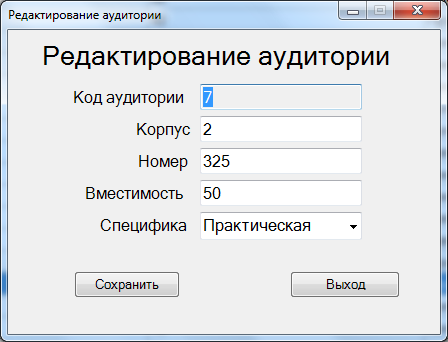 Редактирование аудитории
Редактирование аудитории
Код аудитории 7
Корпус 2
Номер 325
Вместимость 50
Специфика Практическая
Сохранить Выход